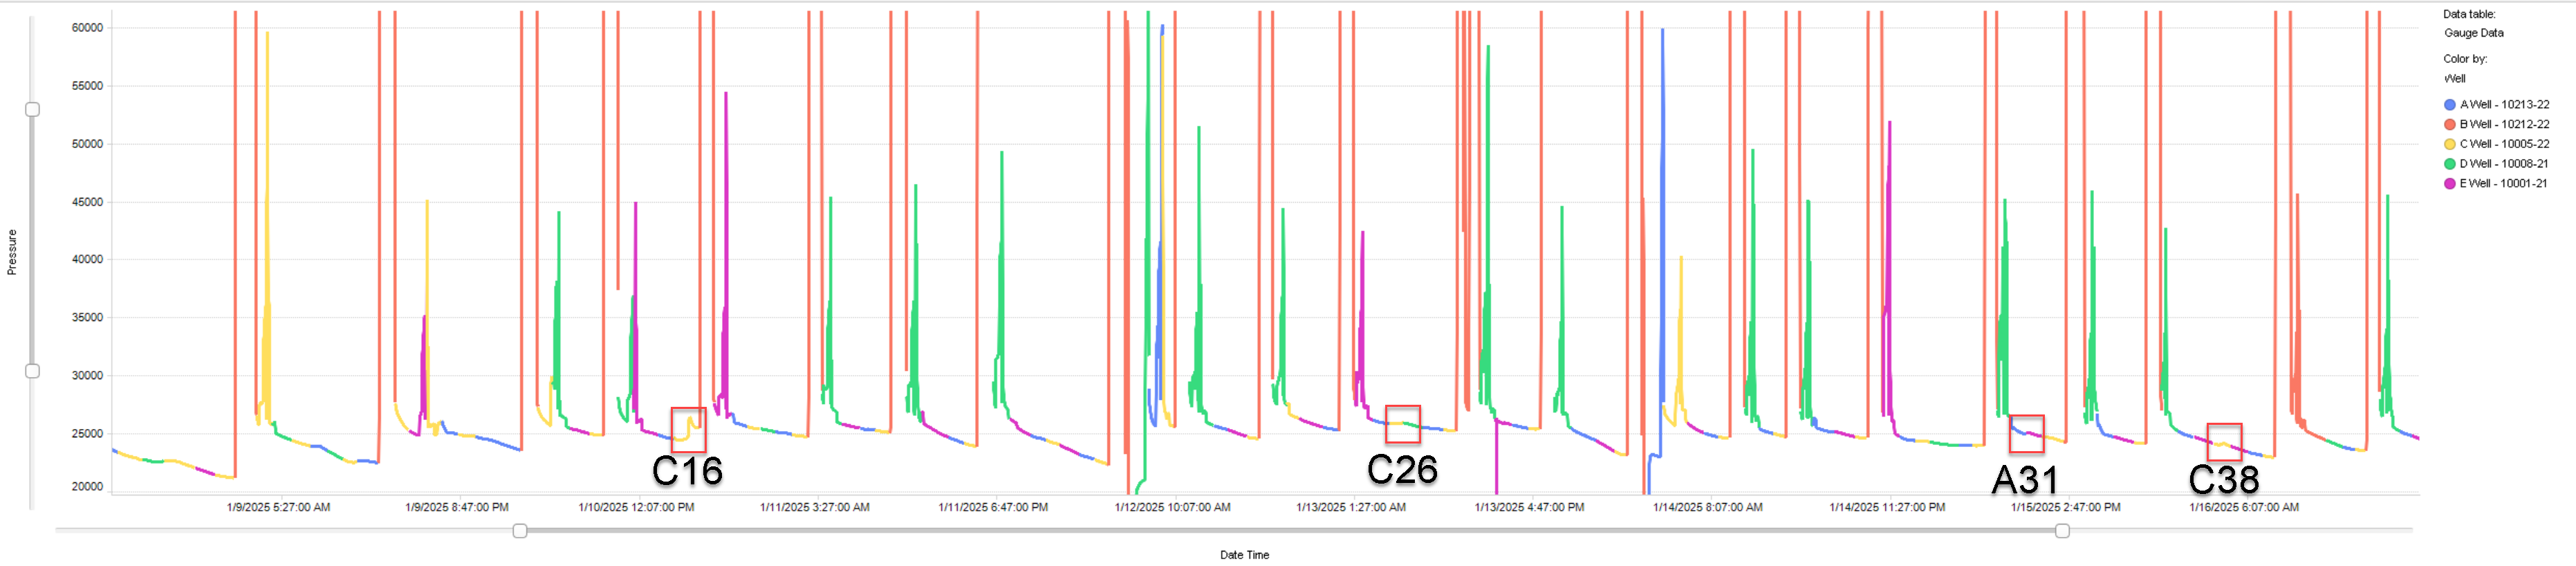 Data table:
Gauge Data
Color by:
Well
A Well - 10213-22
B Well - 10212-22
C Well - 10005-22
D Well - 10008-21
E Well - 10001-21
60000
55000
50000
45000
40000
35000
30000
25000
20000
Pressure
C16
C26
A31
C38
1/9/2025 5:27:00 AM
1/9/2025 8:47:00 PM
1/10/2025 12:07:00 PM
1/11/2025 3:27:00 AM
1/11/2025 6:47:00 PM
1/12/2025 10:07:00 AM
1/13/2025 1:27:00 AM
1/13/2025 4:47:00 PM
1/14/2025 8:07:00 AM
1/14/2025 11:27:00 PM
1/15/2025 2:47:00 PM
1/16/2025 6:07:00 AM
Date Time